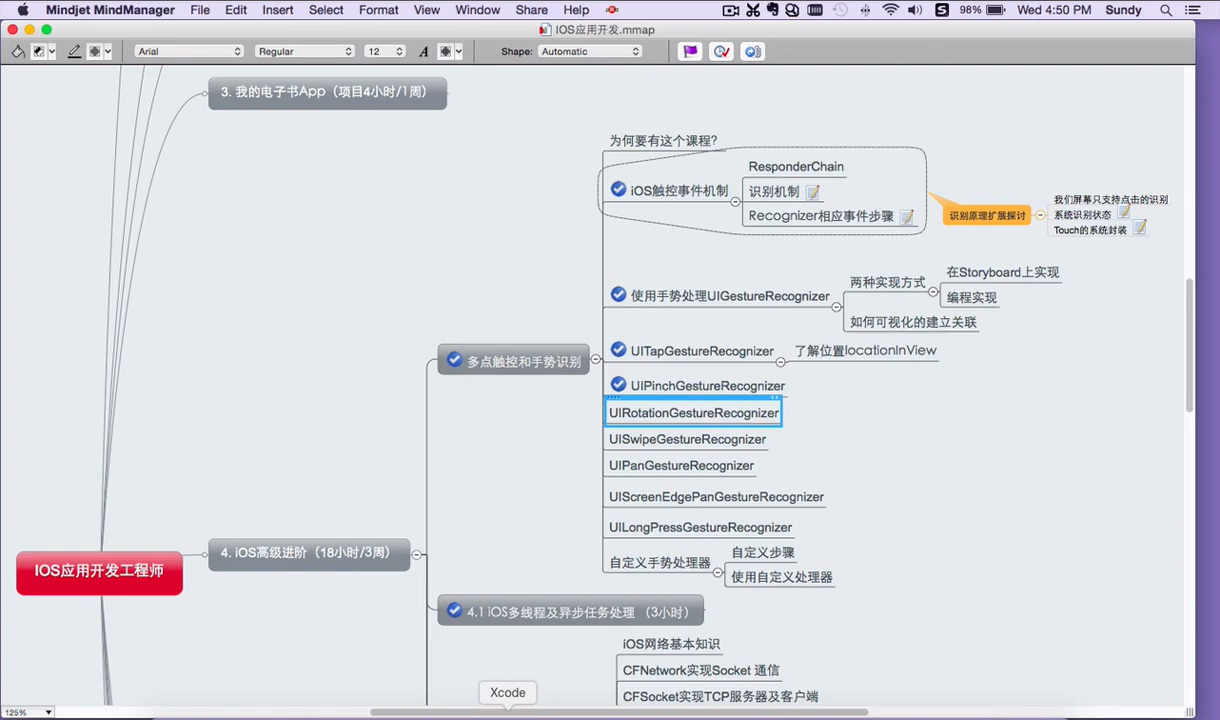 Mindjet MindManager File Edit Insert Select Format View Window Share Help 98% Wed 4:50 PM Sundy
IOS应用开发.mmap
Arial Regular 12 A Shape: Automatic
3. 我的电子书App（项目4小时/1周）
为何要有这个课程?
ResponderChain
iOS触控事件机制
识别机制
Recognizer相应事件步骤
识别原理扩展探讨
我们屏幕只支持点击的识别
系统识别状态
Touch的系统封装
使用手势处理UIGestureRecognizer
两种实现方式
在Storyboard上实现
编程实现
如何可视化的建立关联
多点触控和手势识别
UITapGestureRecognizer
了解位置locationInView
UIPinchGestureRecognizer
UIRotationGestureRecognizer
UISwipeGestureRecognizer
UIPanGestureRecognizer
UIScreenEdgePanGestureRecognizer
UILongPressGestureRecognizer
自定义手势处理器
自定义步骤
使用自定义处理器
IOS应用开发工程师
4. iOS高级进阶（18小时/3周）
4.1 iOS多线程及异步任务处理 （3小时）
iOS网络基本知识
CFNetwork实现Socket 通信
CFSocket实现TCP服务器及客户端
Xcode
125%